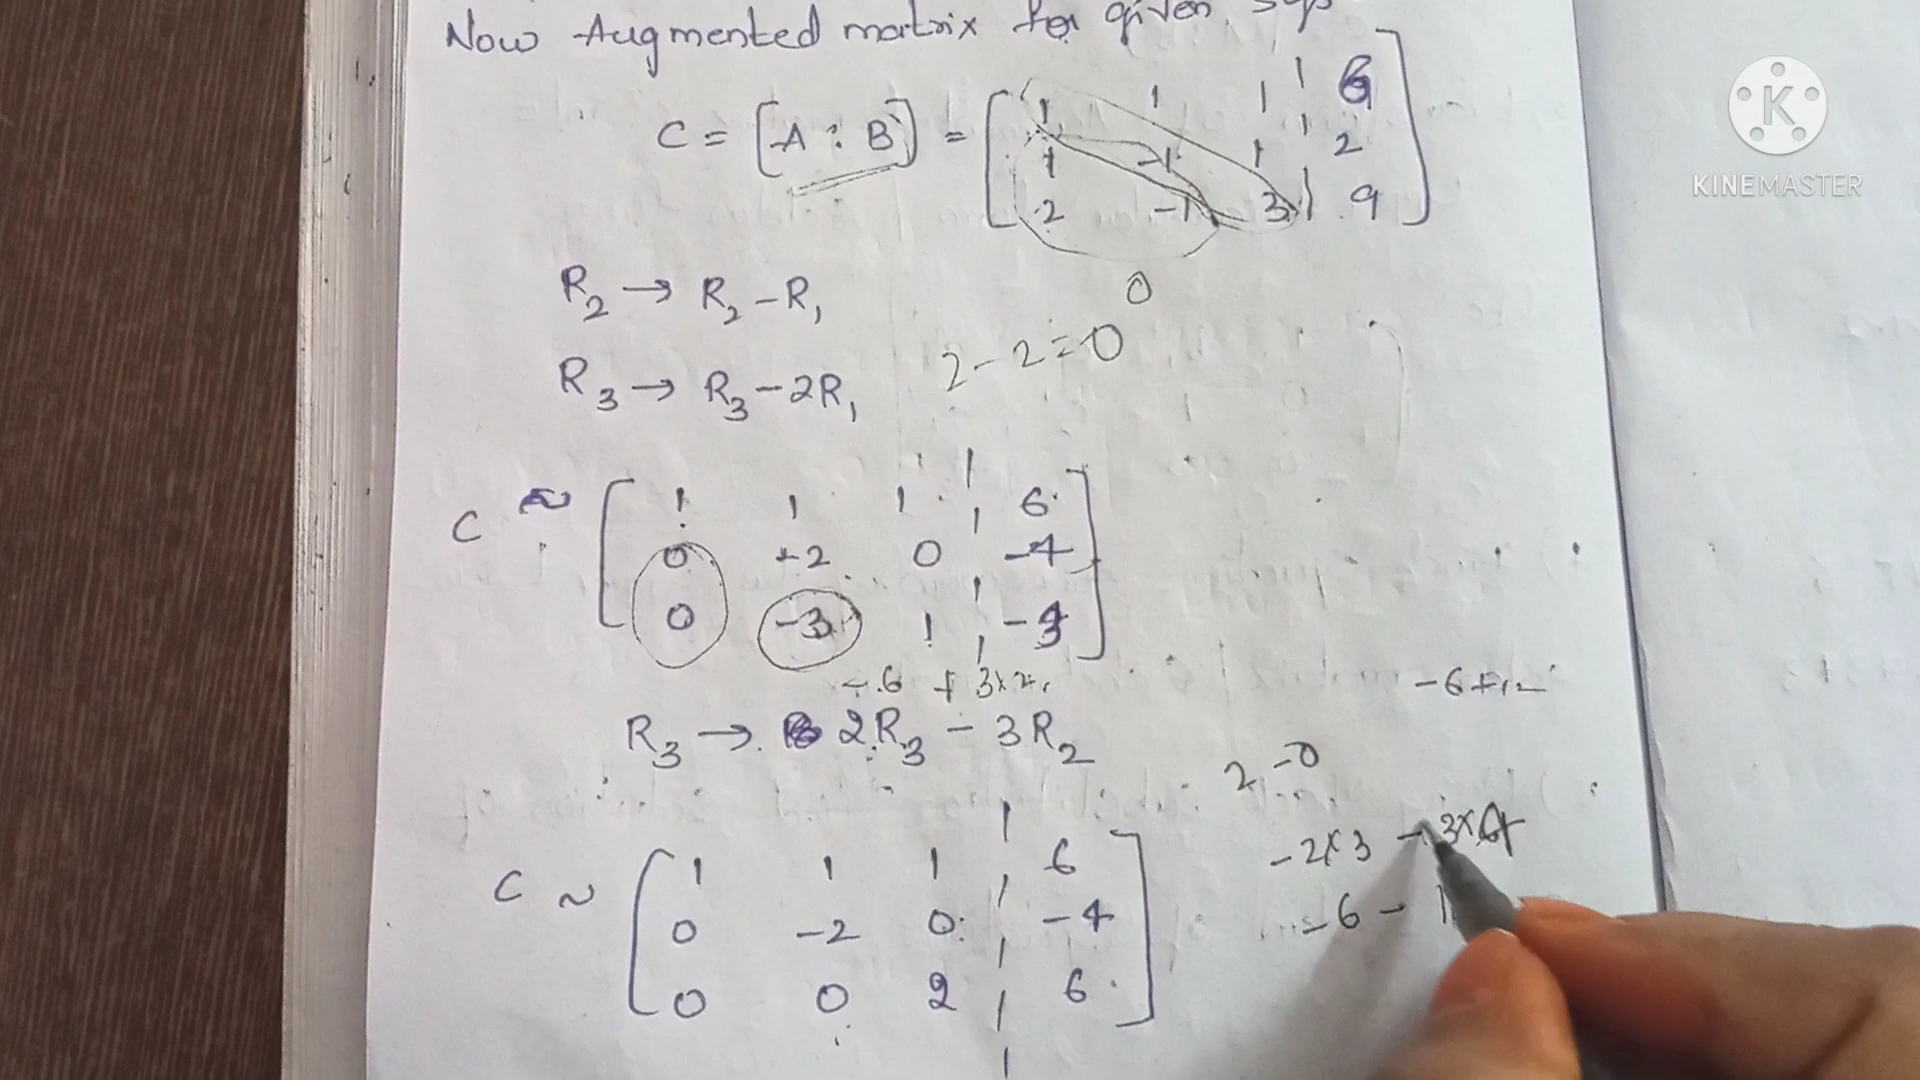 Now Augmented matrix for given
C = [A : B] = [ 1 1 1 | 6
1 -1 1 | 2
2 -1 3 | 9 ]
KINEMASTER
R2 → R2 - R1
0
2 - 2 = 0
R3 → R3 - 2R1
C ~ [ 1 1 1 | 6
0 -2 0 | -4
0 -3 1 | -3 ]
-6 + 3×2
-6 + 12
R3 → 2R3 - 3R2
2 - 0
-2×3 - 3×4
-6 -
C ~ [ 1 1 1 | 6
0 -2 0 | -4
0 0 2 | 6 ]